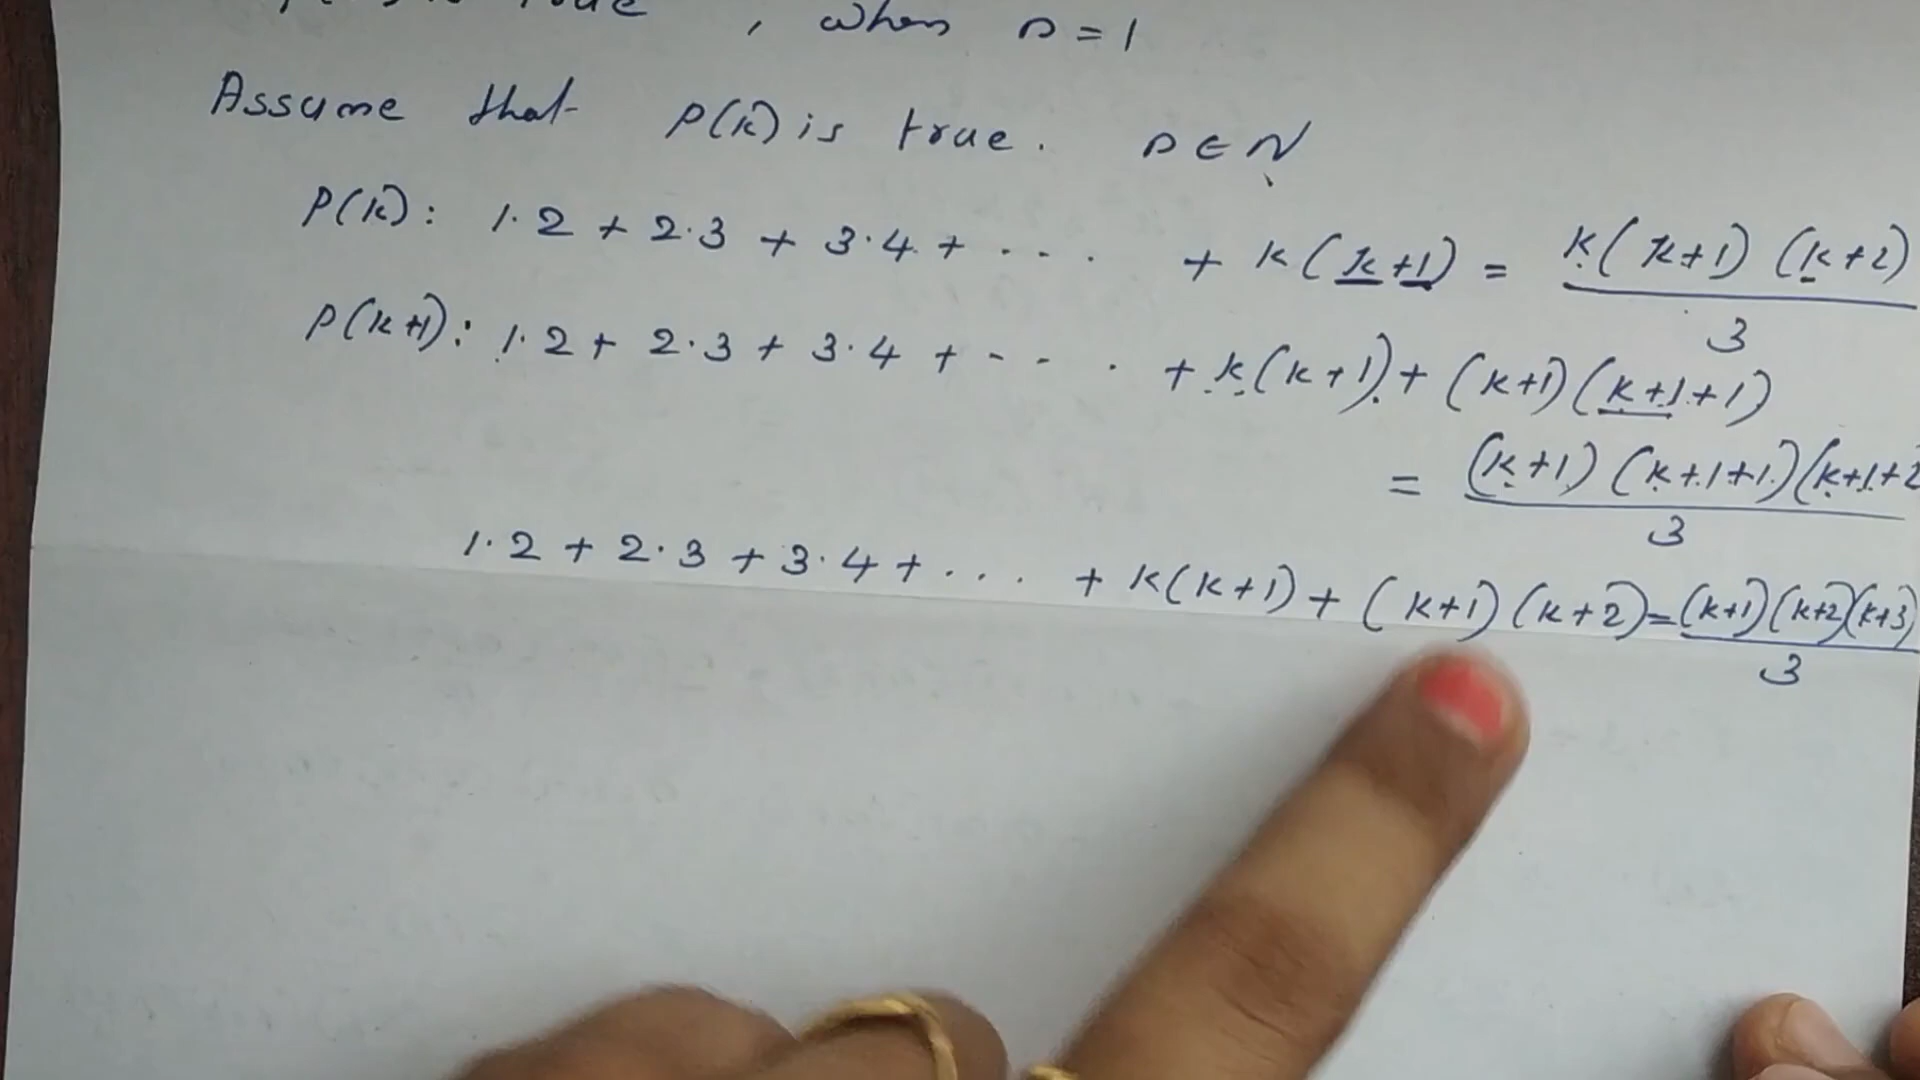 , when n = 1
Assume that P(k) is true. n ∈ N
P(k): 1·2 + 2·3 + 3·4 + ... + k(k+1) = k(k+1)(k+2)/3
P(k+1): 1·2 + 2·3 + 3·4 + - - . + k(k+1) + (k+1)(k+1+1)
= (k+1)(k+1+1)(k+1+2/3
1·2 + 2·3 + 3·4 + ... + k(k+1) + (k+1)(k+2) = (k+1)(k+2)(k+3)/3